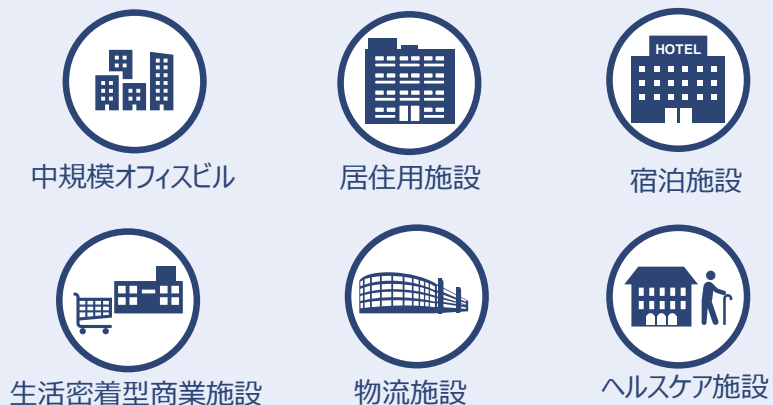 HOTEL
中規模オフィスビル
居住用施設
宿泊施設
生活密着型商業施設
物流施設
ヘルスケア施設